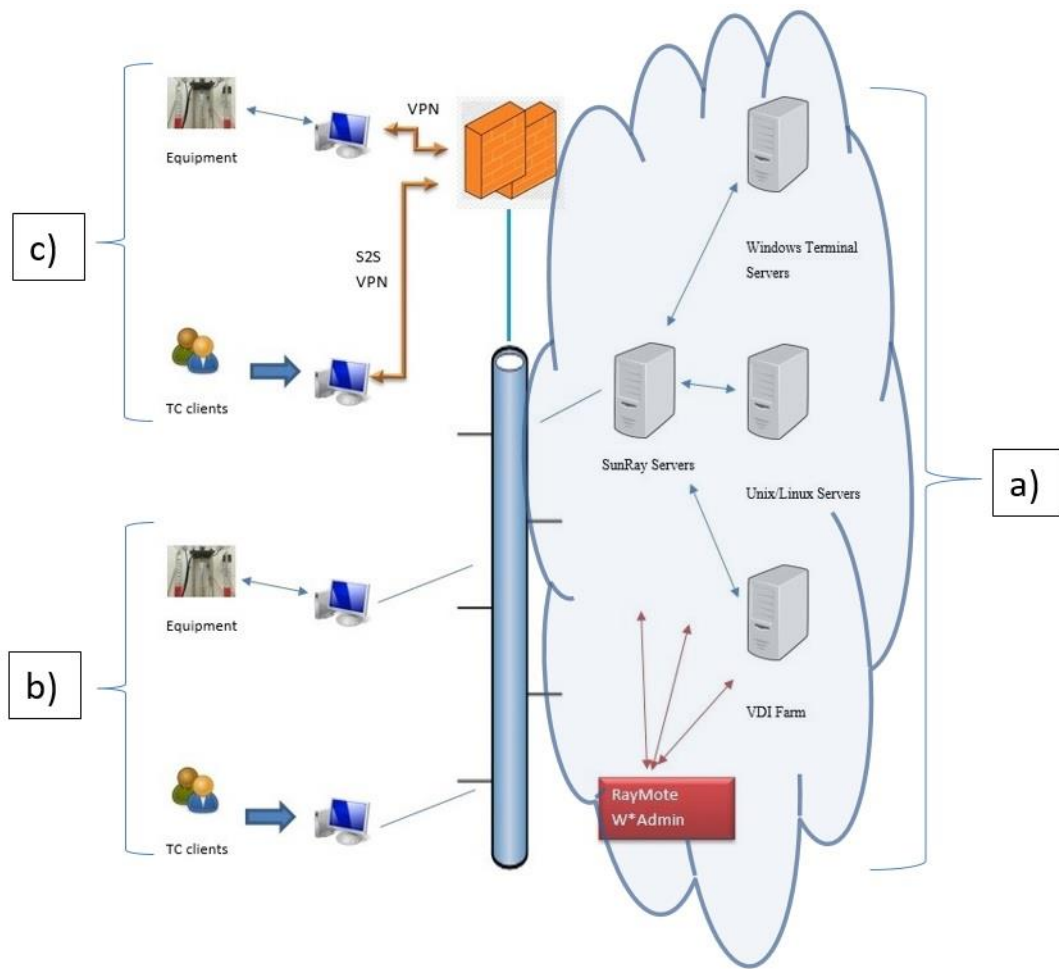 VPN
Equipment
c)
S2S
VPN
TC clients
Windows Terminal
Servers
SunRay Servers
Unix/Linux Servers
a)
Equipment
b)
VDI Farm
RayMote
W*Admin
TC clients